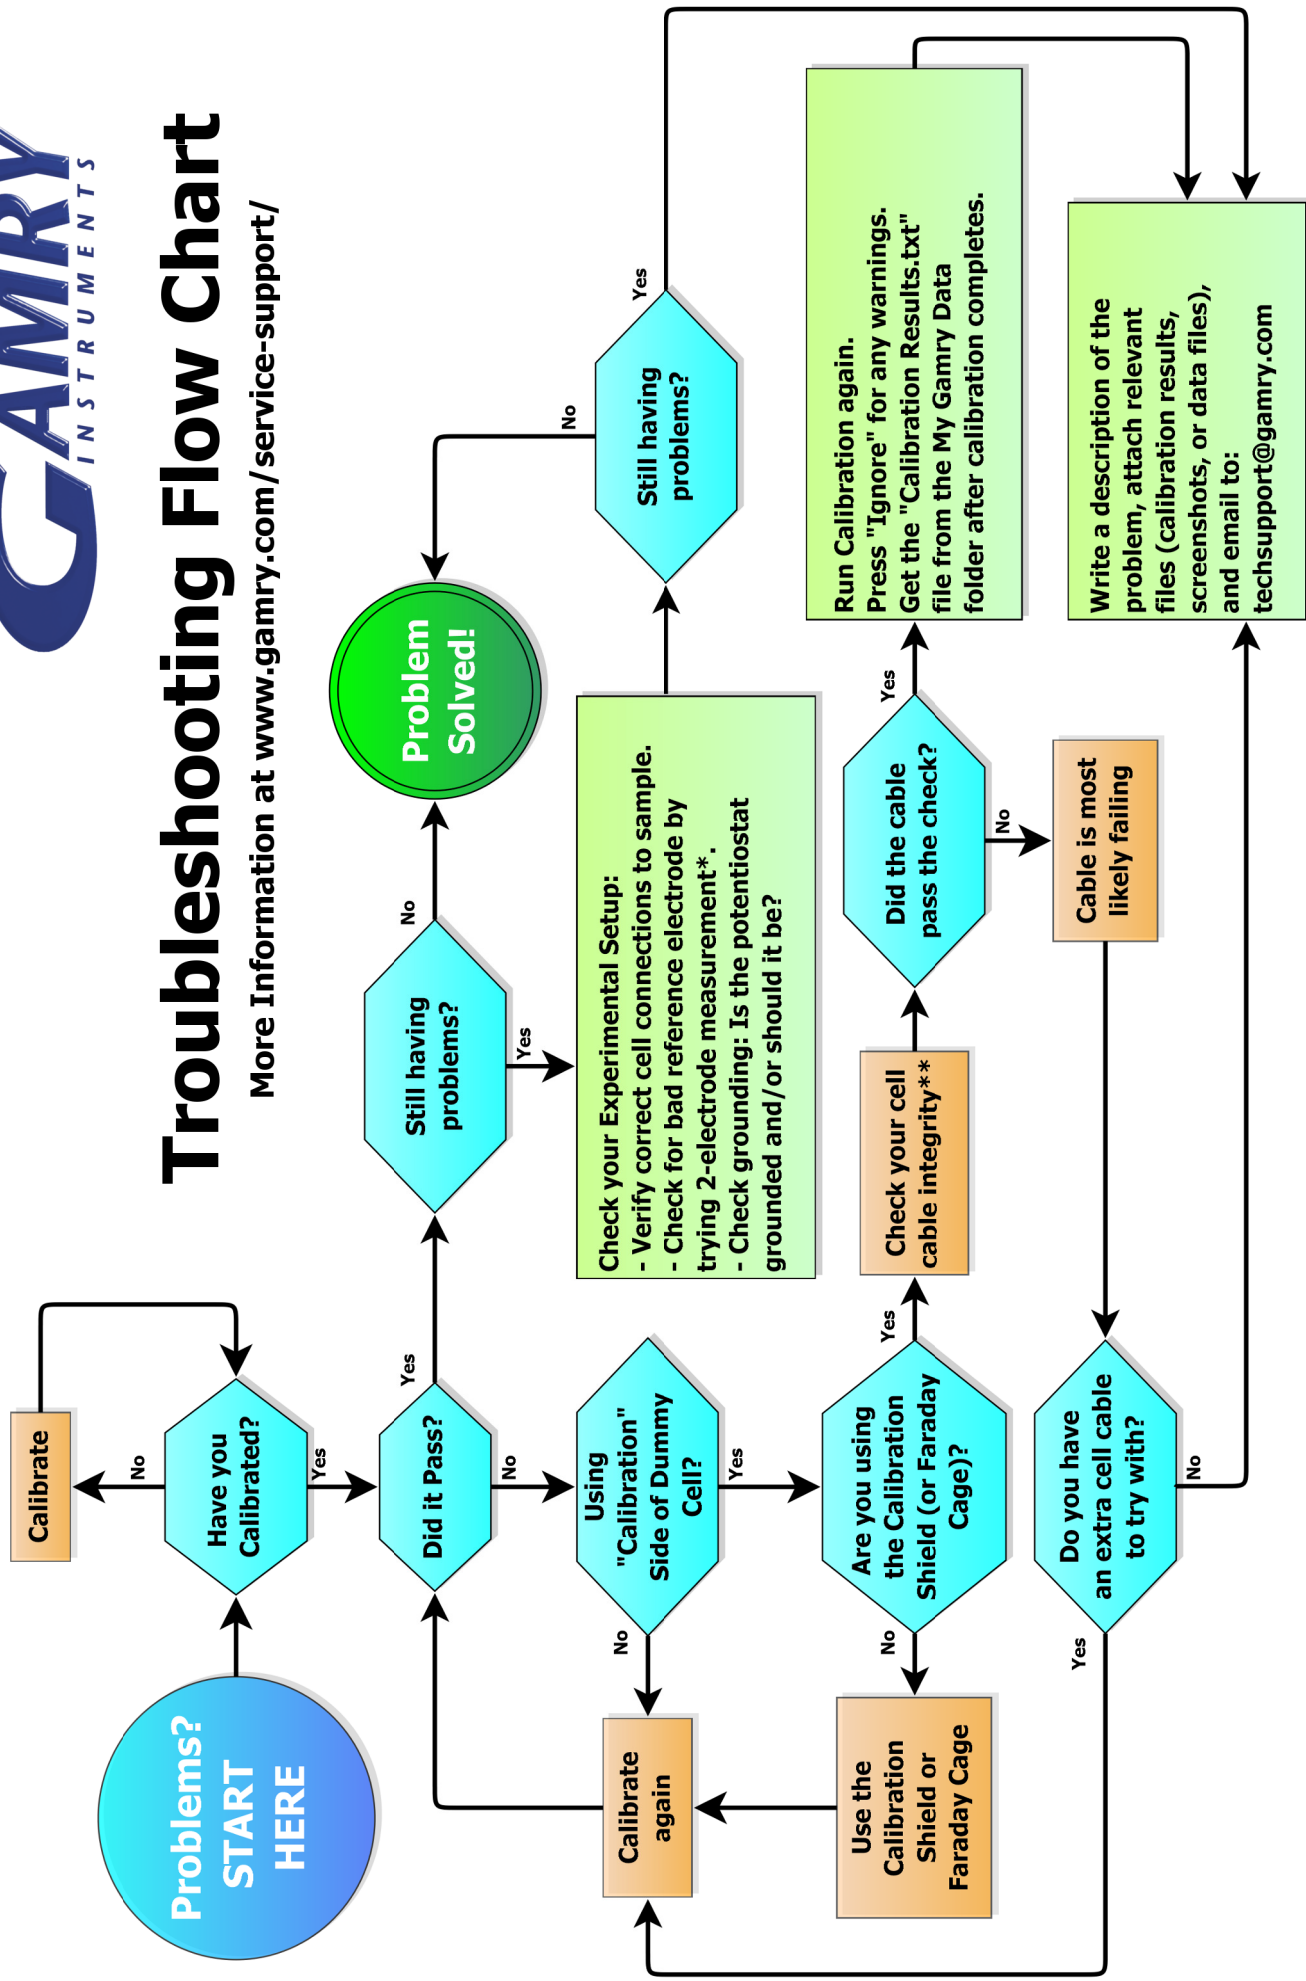 GAMRY
INSTRUMENTS
Troubleshooting Flow Chart
More Information at www.gamry.com/service-support/
Problems?
START
HERE
Have you
Calibrated?
No
Calibrate
Yes
Did it Pass?
Yes
Still having
problems?
No
Problem
Solved!
Yes
Check your Experimental Setup:
- Verify correct cell connections to sample.
- Check for bad reference electrode by
trying 2-electrode measurement*.
- Check grounding: Is the potentiostat
grounded and/or should it be?
Still having
problems?
No
Yes
No
Using
"Calibration"
Side of Dummy
Cell?
No
Calibrate
again
Yes
Are you using
the Calibration
Shield (or Faraday
Cage)?
No
Use the
Calibration
Shield or
Faraday Cage
Yes
Check your cell
cable integrity**
Did the cable
pass the check?
Yes
Run Calibration again.
Press "Ignore" for any warnings.
Get the "Calibration Results.txt"
file from the My Gamry Data
folder after calibration completes.
No
Cable is most
likely failing
Do you have
an extra cell cable
to try with?
Yes
No
Write a description of the
problem, attach relevant
files (calibration results,
screenshots, or data files),
and email to:
techsupport@gamry.com